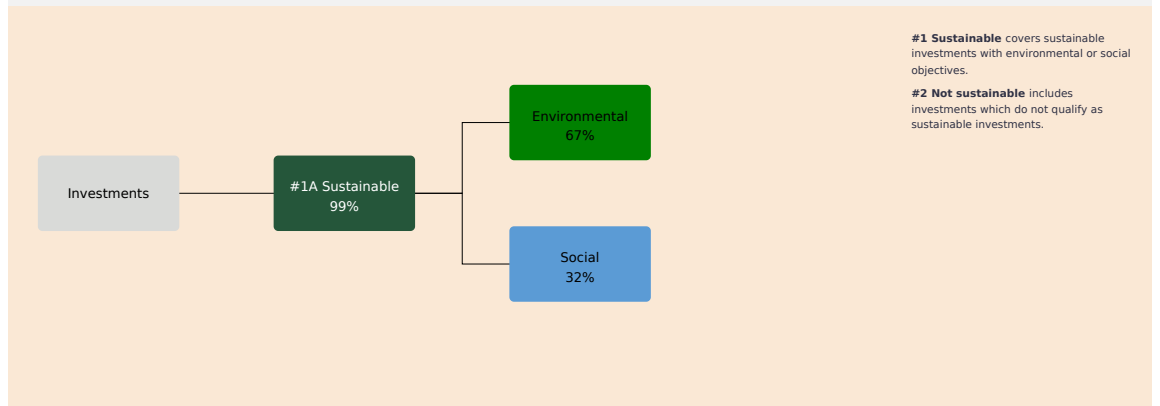 #1 Sustainable covers sustainable
investments with environmental or social
objectives.
#2 Not sustainable includes
investments which do not qualify as
sustainable investments.
Environmental
67%
Investments
#1A Sustainable
99%
Social
32%